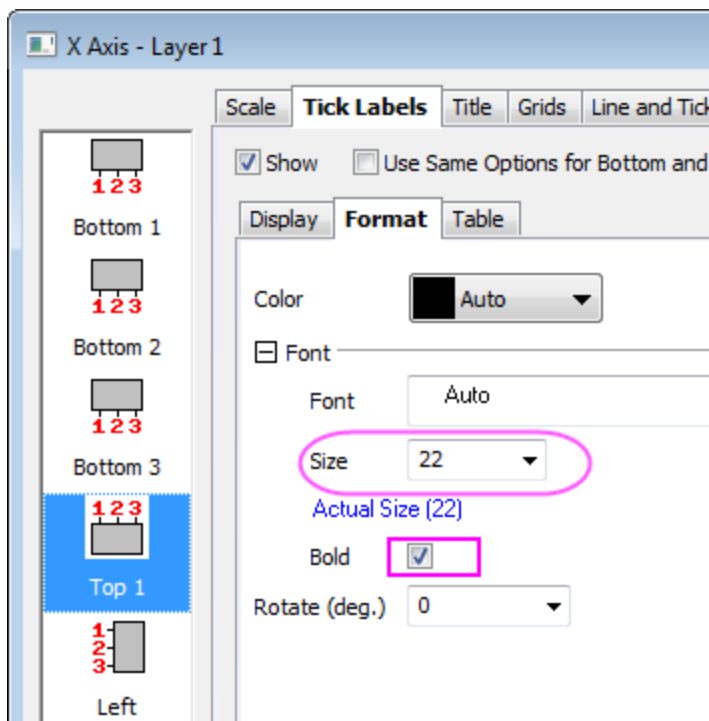 X Axis - Layer 1
Scale Tick Labels Title Grids Line and Tick
Show Use Same Options for Bottom and
Display Format Table
123
Bottom 1
123
Bottom 2
123
Bottom 3
123
Top 1
1
2
3
Left
Color Auto
Font
Font Auto
Size 22
Actual Size (22)
Bold
Rotate (deg.) 0